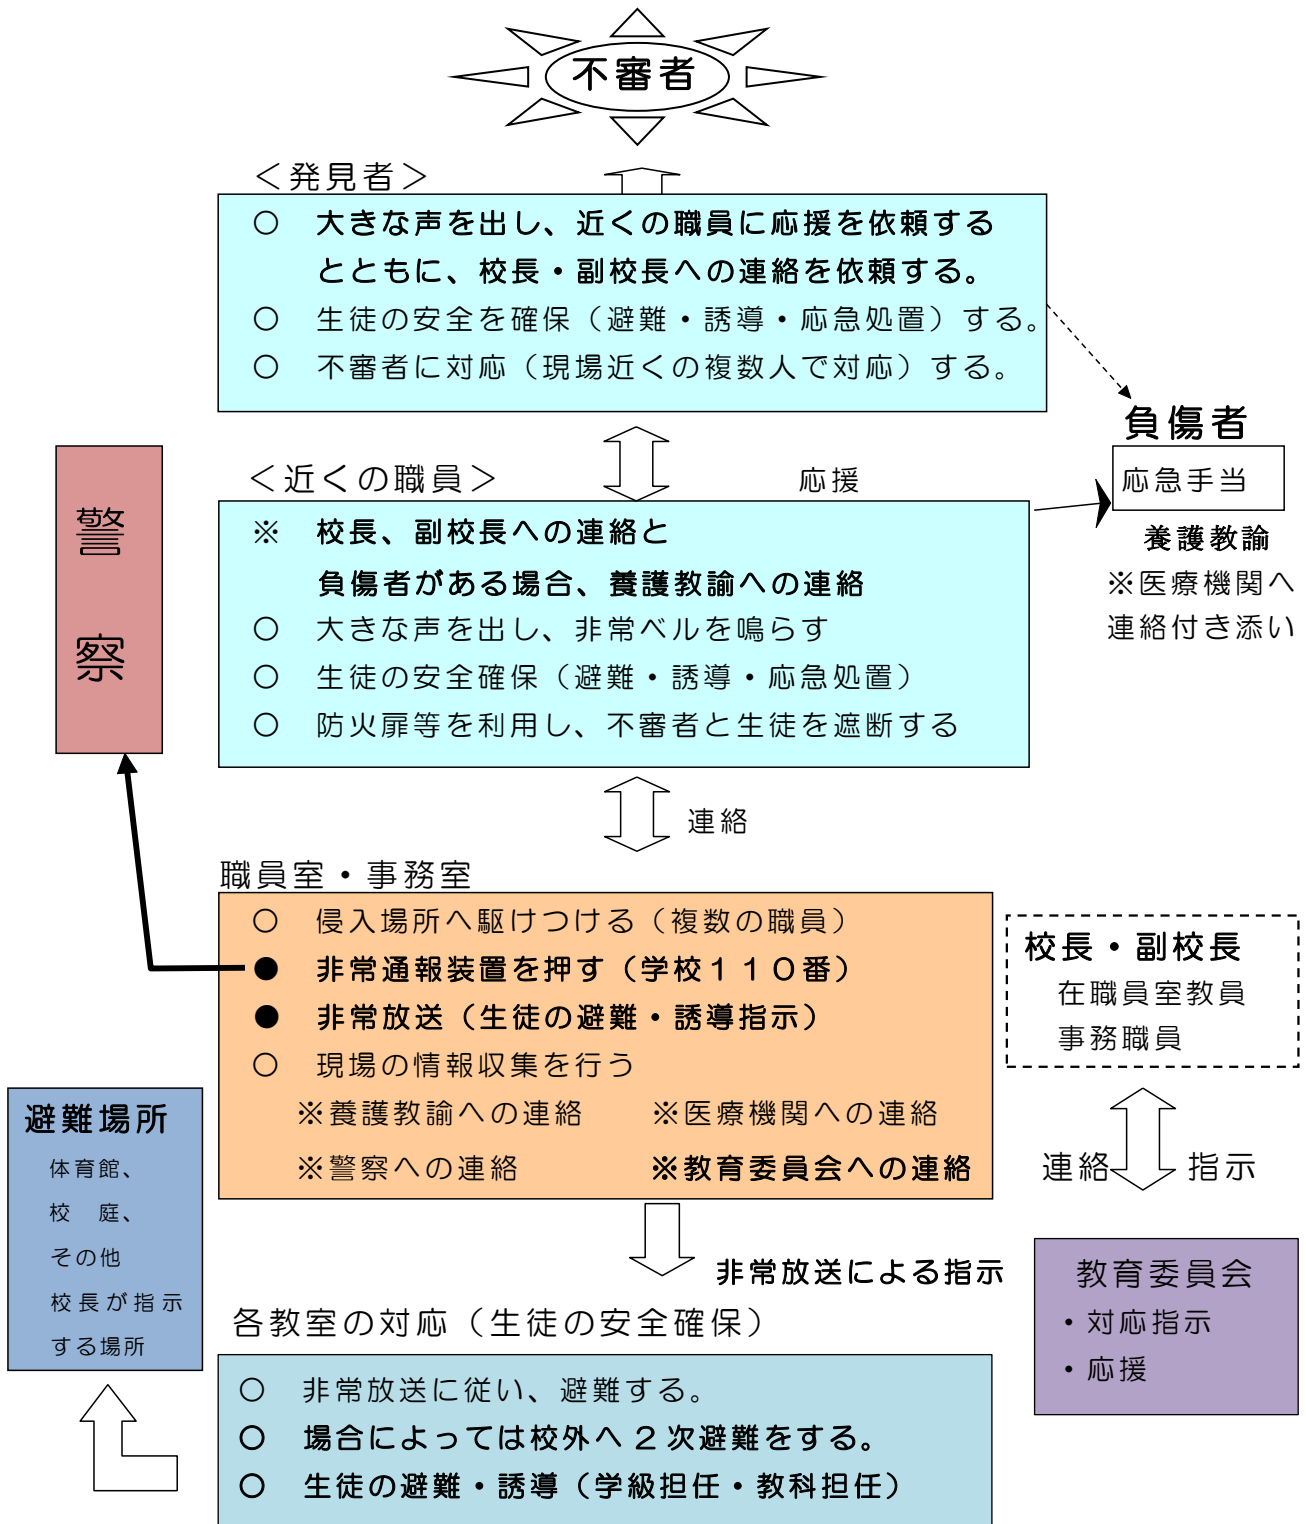 不審者
＜発見者＞
○ 大きな声を出し、近くの職員に応援を依頼する
とともに、校長・副校長への連絡を依頼する。
○ 生徒の安全を確保（避難・誘導・応急処置）する。
○ 不審者に対応（現場近くの複数人で対応）する。
負傷者
応急手当
養護教諭
※医療機関へ
連絡付き添い
警
察
＜近くの職員＞
応援
※ 校長、副校長への連絡と
負傷者がある場合、養護教諭への連絡
○ 大きな声を出し、非常ベルを鳴らす
○ 生徒の安全確保（避難・誘導・応急処置）
○ 防火扉等を利用し、不審者と生徒を遮断する
連絡
職員室・事務室
○ 侵入場所へ駆けつける（複数の職員）
● 非常通報装置を押す（学校１１０番）
● 非常放送（生徒の避難・誘導指示）
○ 現場の情報収集を行う
※養護教諭への連絡 ※医療機関への連絡
※警察への連絡 ※教育委員会への連絡
校長・副校長
在職員室教員
事務職員
連絡 指示
教育委員会
・対応指示
・応援
非常放送による指示
各教室の対応（生徒の安全確保）
○ 非常放送に従い、避難する。
○ 場合によっては校外へ２次避難をする。
○ 生徒の避難・誘導（学級担任・教科担任）
避難場所
体育館、
校 庭、
その他
校長が指示
する場所